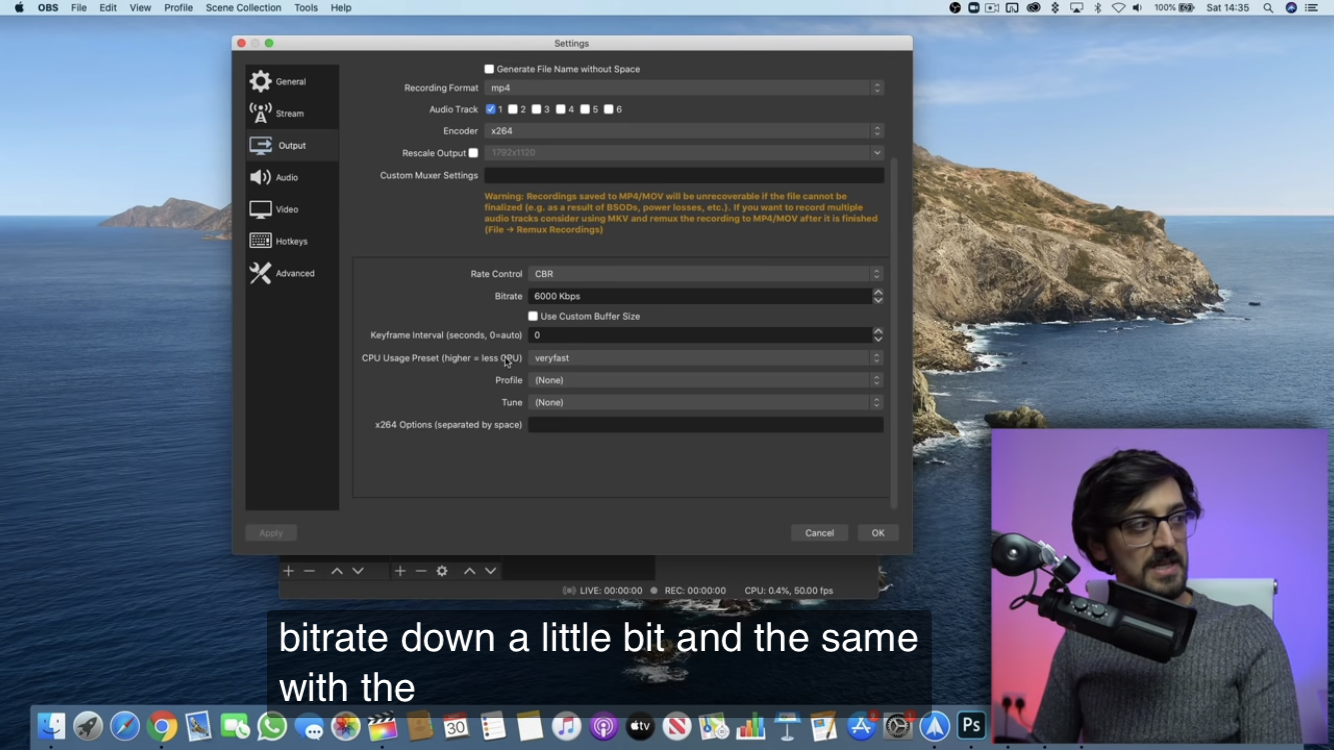 OBS File Edit View Profile Scene Collection Tools Help 100% Sat 14:35
Settings
General
Stream
Output
Audio
Video
Hotkeys
Advanced
Generate File Name without Space
Recording Format mp4
Audio Track 1 2 3 4 5 6
Encoder x264
Rescale Output 1792x1120
Custom Muxer Settings
Warning: Recordings saved to MP4/MOV will be unrecoverable if the file cannot be
finalized (e.g. as a result of BSODs, power losses, etc.). If you want to record multiple
audio tracks consider using MKV and remux the recording to MP4/MOV after it is finished
(File → Remux Recordings)
Rate Control CBR
Bitrate 6000 Kbps
Use Custom Buffer Size
Keyframe Interval (seconds, 0=auto) 0
CPU Usage Preset (higher = less CPU) veryfast
Profile (None)
Tune (None)
x264 Options (separated by space)
Apply Cancel OK
LIVE: 00:00:00 REC: 00:00:00 CPU: 0.4%, 50.00 fps
bitrate down a little bit and the same
with the
30
tv
Ps